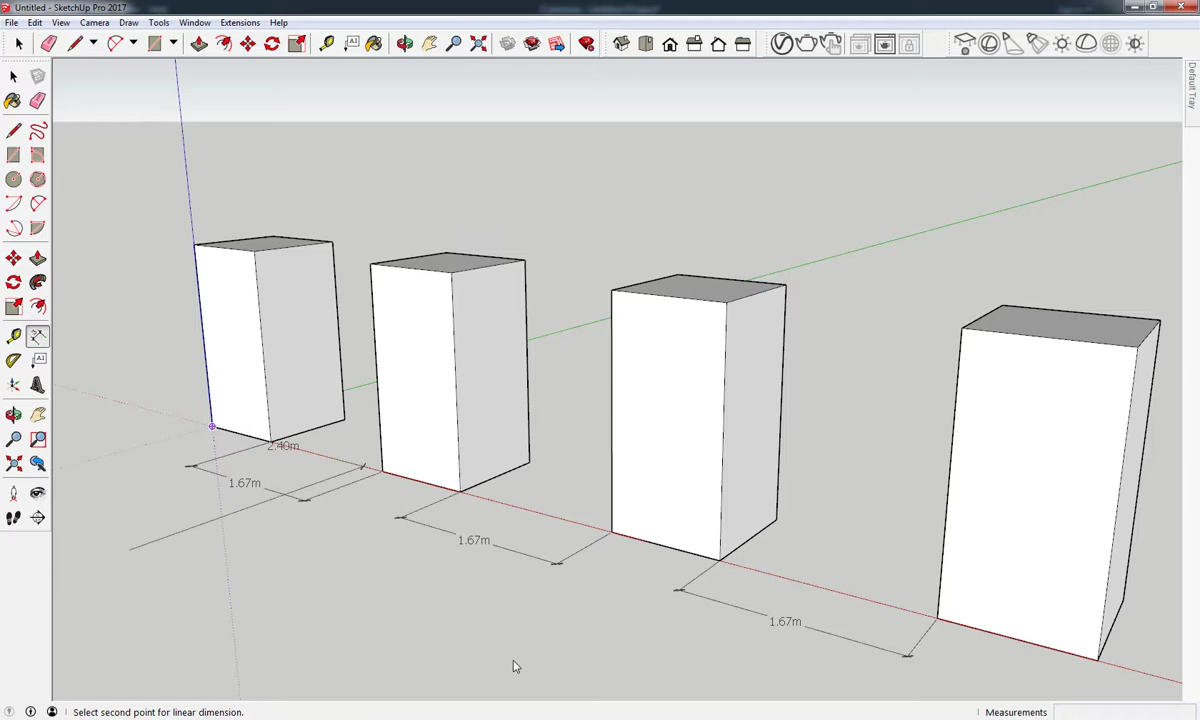 Untitled - SketchUp Pro 2017
File Edit View Camera Draw Tools Window Extensions Help
Default Tray
2.40m
1.67m
1.67m
1.67m
Select second point for linear dimension.
Measurements